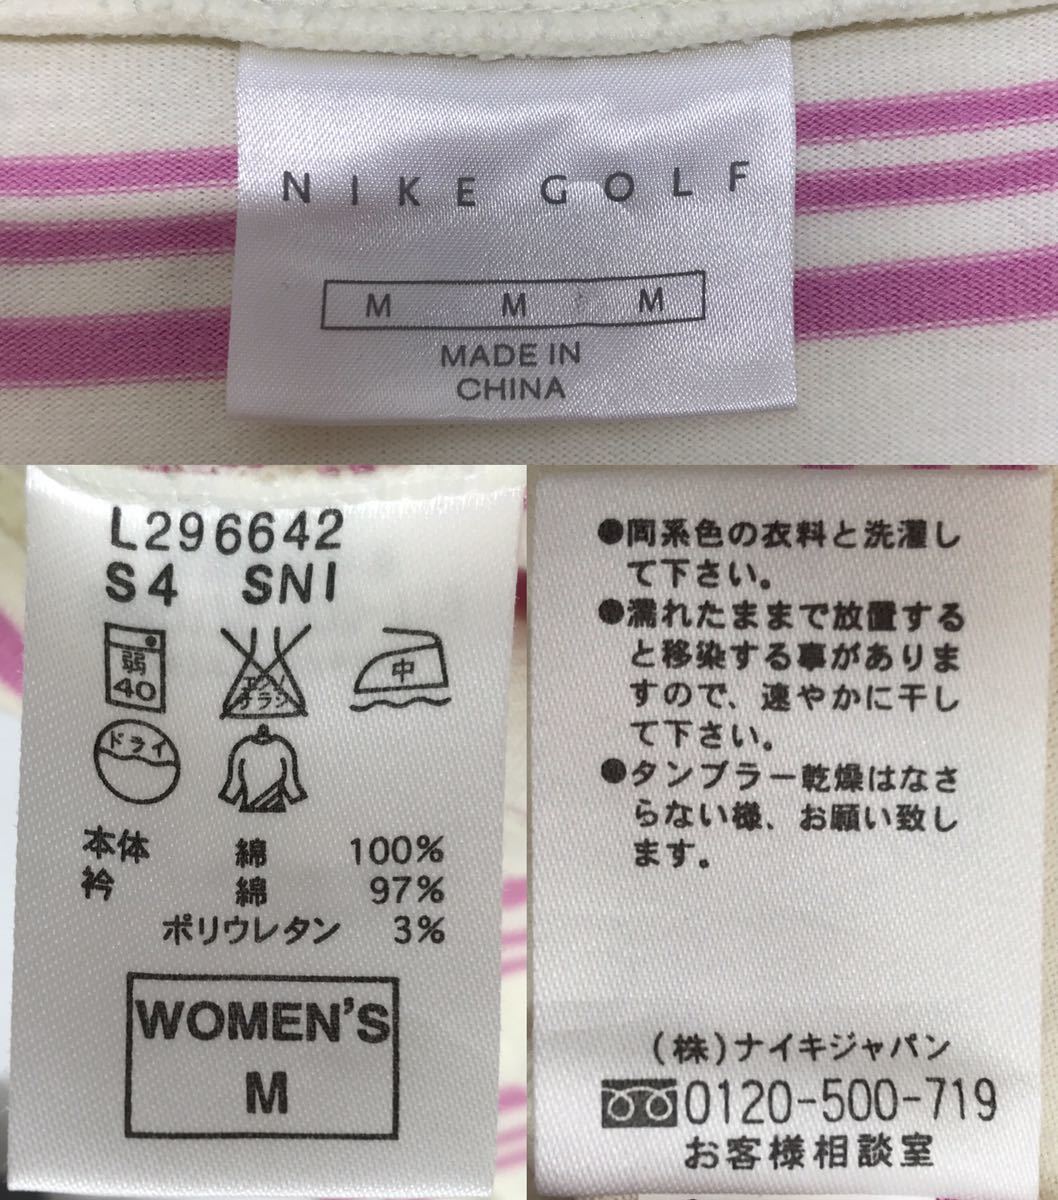 NIKE GOLF
M M M
MADE IN
CHINA
L296642
S4 SNI
弱
40
エンソ
サラシ
中
ドライ
本体 綿 100%
衿 綿 97%
ポリウレタン 3%
WOMEN'S
M
●同系色の衣料と洗濯し
て下さい。
●濡れたままで放置する
と移染する事がありま
すので、速やかに干し
て下さい。
●タンブラー乾燥はなさ
らない様、お願い致し
ます。
(株)ナイキジャパン
0120-500-719
お客様相談室